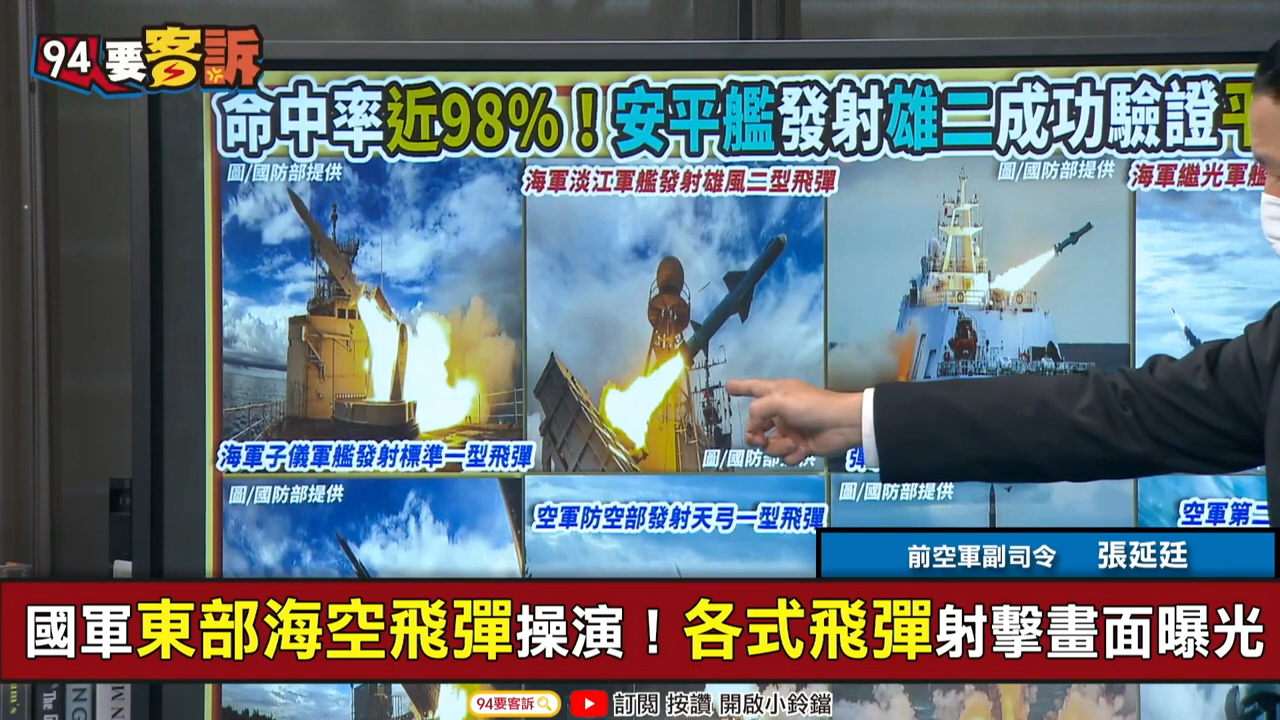 94要客訴
命中率近98%！安平艦發射雄二成功驗證平
圖/國防部提供
海軍淡江軍艦發射雄風二型飛彈
圖/國防部提供
海軍繼光軍艦
海軍子儀軍艦發射標準一型飛彈
圖/國防部提供
彈
圖/國防部提供
空軍防空部發射天弓一型飛彈
圖/國防部提供
空軍第二
前空軍副司令 張延廷
國軍東部海空飛彈操演！各式飛彈射擊畫面曝光
94要客訴
訂閱 按讚 開啟小鈴鐺